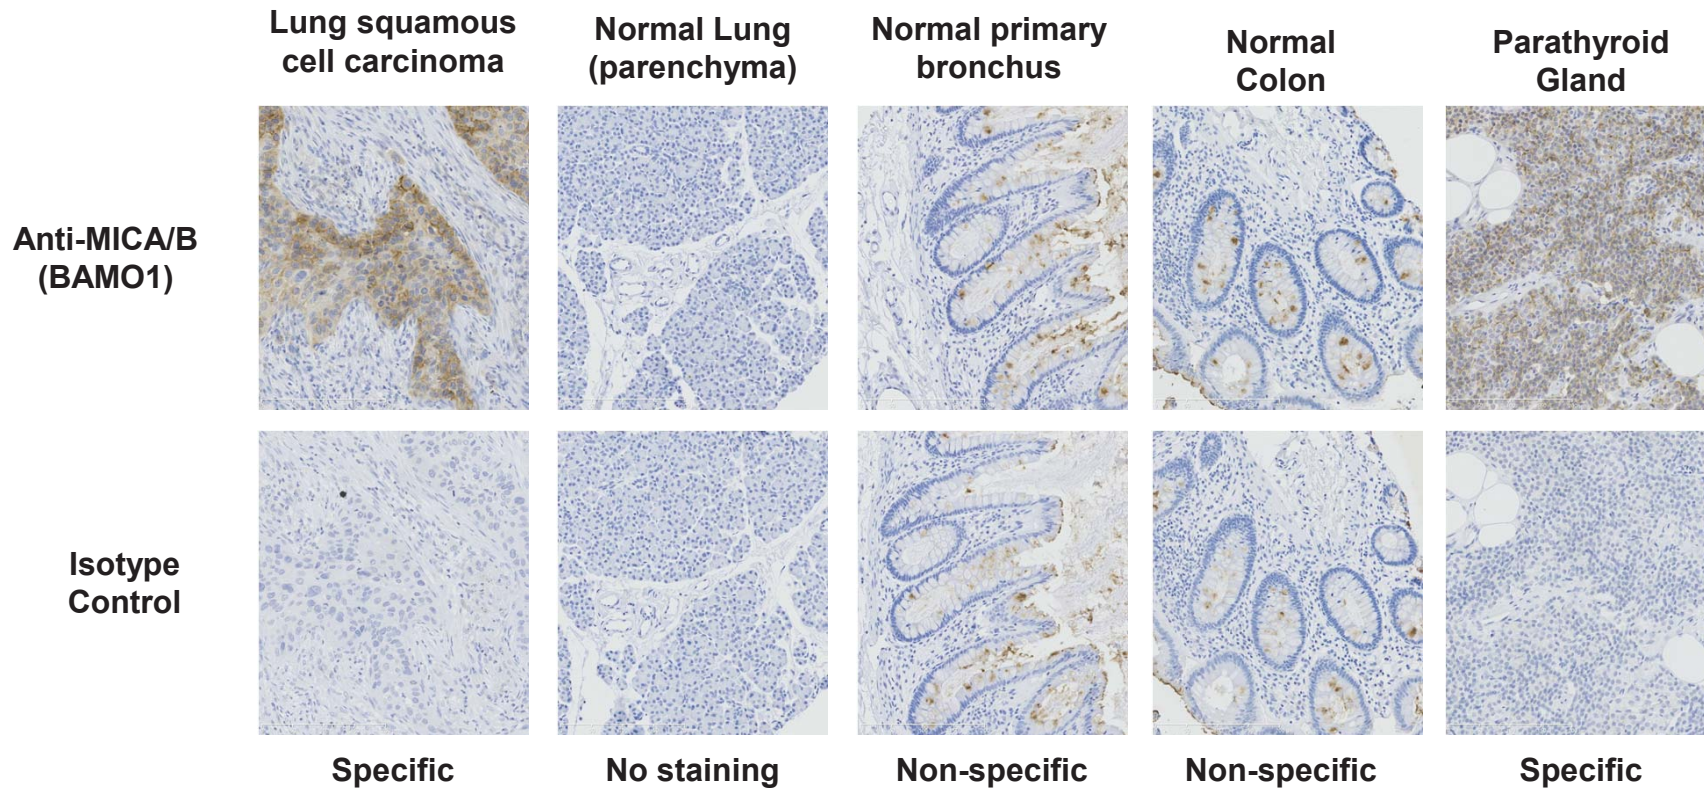 Lung squamous
cell carcinoma
Normal Lung
(parenchyma)
Normal primary
bronchus
Normal
Colon
Parathyroid
Gland
Anti-MICA/B
(BAMO1)
Isotype
Control
Specific
No staining
Non-specific
Non-specific
Specific